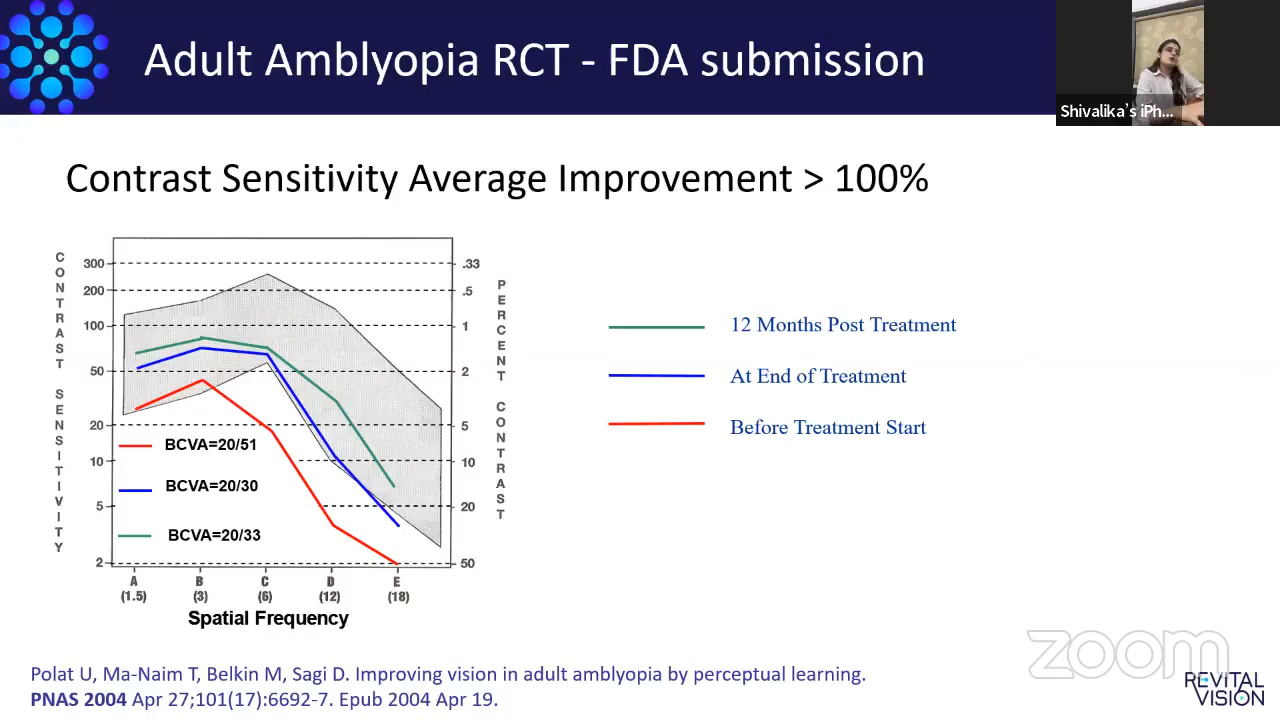 Adult Amblyopia RCT - FDA submission
Shivalika's iPh...
Contrast Sensitivity Average Improvement > 100%
CONTRAST SENSITIVITY
300
200
100
50
20
10
5
2
.33
.5
1
2
5
10
20
50
PERCENT CONTRAST
BCVA=20/51
BCVA=20/30
BCVA=20/33
A B C D E
(1.5) (3) (6) (12) (18)
Spatial Frequency
12 Months Post Treatment
At End of Treatment
Before Treatment Start
zoom
Polat U, Ma-Naim T, Belkin M, Sagi D. Improving vision in adult amblyopia by perceptual learning.
PNAS 2004 Apr 27;101(17):6692-7. Epub 2004 Apr 19.
REVITAL
VISION